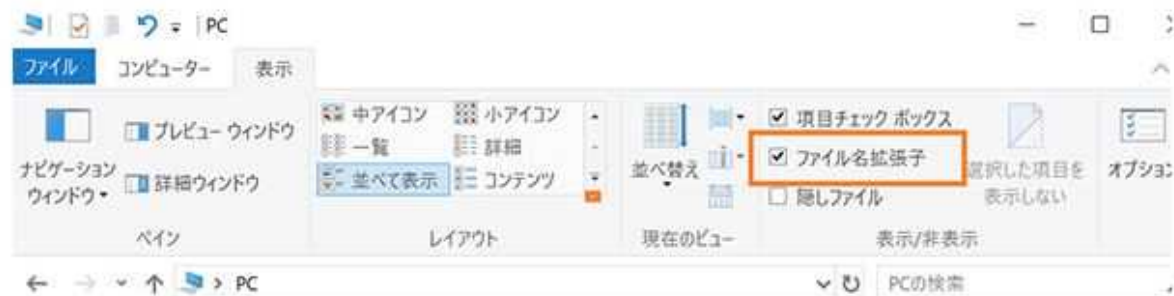 PC
ファイル コンピューター 表示
ナビゲーション ウィンドウ
プレビュー ウィンドウ
詳細ウィンドウ
ペイン
中アイコン 小アイコン
一覧 詳細
並べて表示 コンテンツ
レイアウト
並べ替え
現在のビュー
項目チェック ボックス
ファイル名拡張子
隠しファイル
選択した項目を
表示しない
表示/非表示
オプション
PC
PCの検索